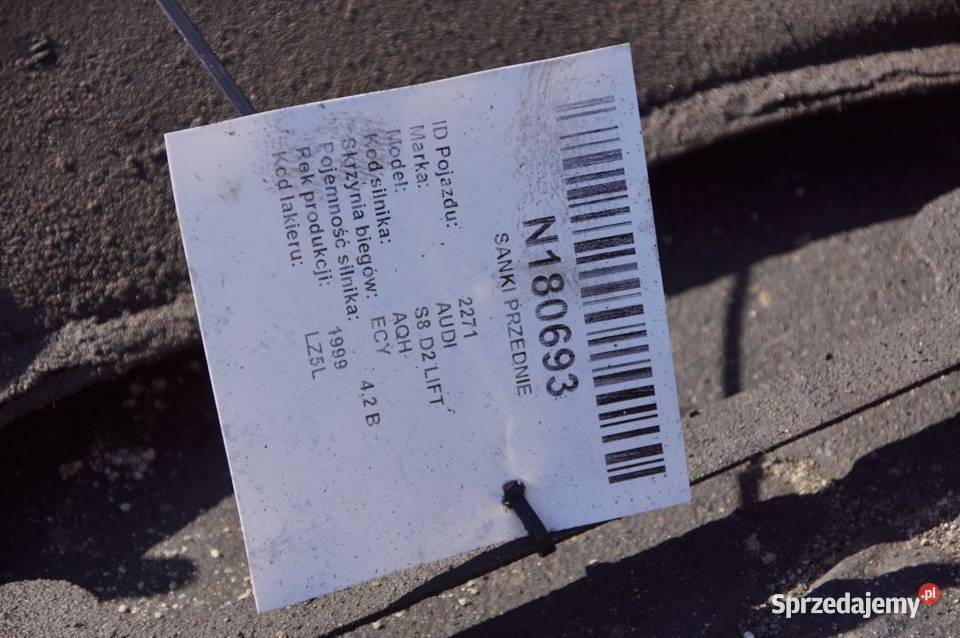 N180693
SANKI PRZEDNIE
ID Pojazdu: 2271
Marka: AUDI
Model: S8 D2 LIFT
Kod silnika: AQH
Skrzynia biegów: ECY
Pojemność silnika: 4,2 B
Rok produkcji: 1999
Kod lakieru: LZ5L
Sprzedajemy.pl